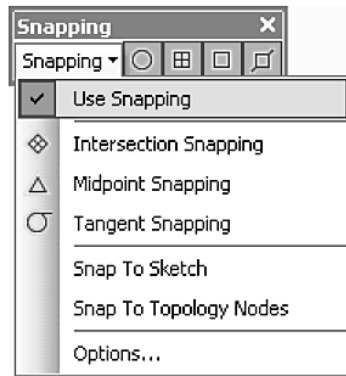 Snapping
Snapping
Use Snapping
Intersection Snapping
Midpoint Snapping
Tangent Snapping
Snap To Sketch
Snap To Topology Nodes
Options...